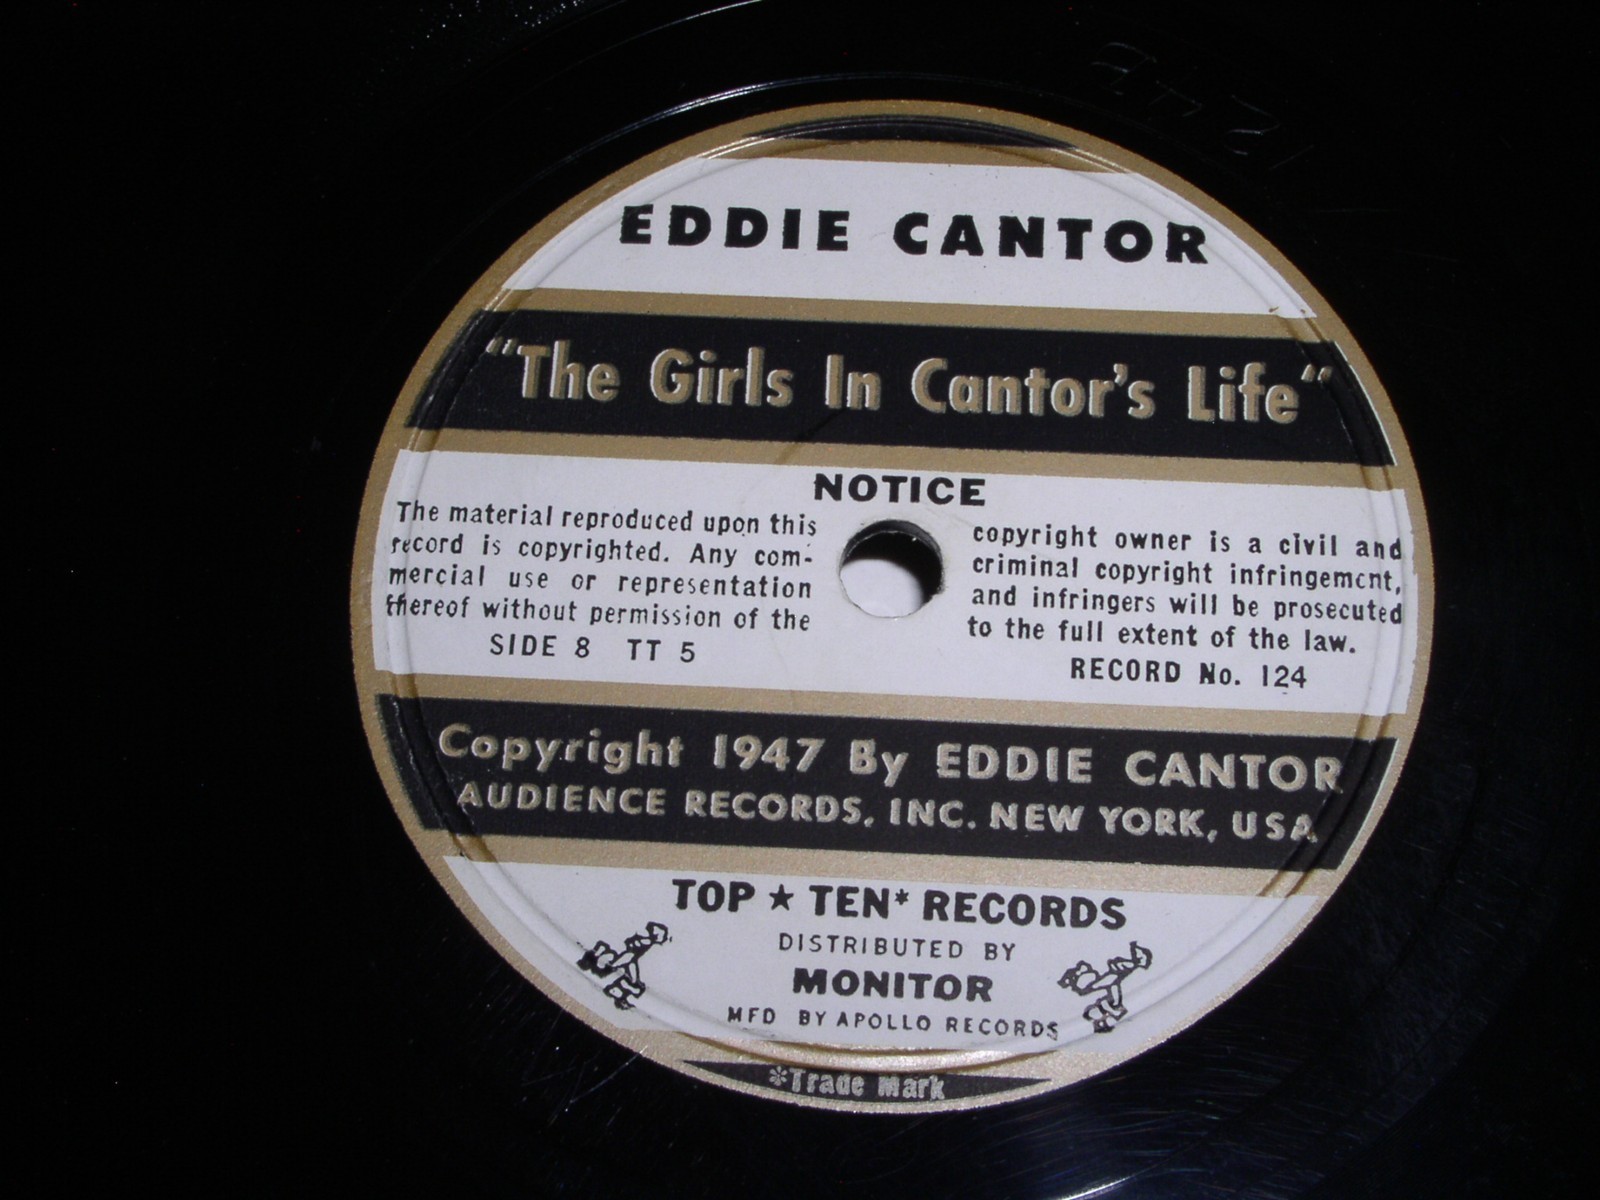 EDDIE CANTOR
"The Girls In Cantor's Life"
NOTICE
The material reproduced upon this
record is copyrighted. Any com-
mercial use or representation
thereof without permission of the
copyright owner is a civil and
criminal copyright infringement,
and infringers will be prosecuted
to the full extent of the law.
SIDE 8 TT 5
RECORD No. 124
Copyright 1947 By EDDIE CANTOR
AUDIENCE RECORDS, INC. NEW YORK, USA
TOP ★ TEN* RECORDS
DISTRIBUTED BY
MONITOR
MFD BY APOLLO RECORDS
*Trade Mark